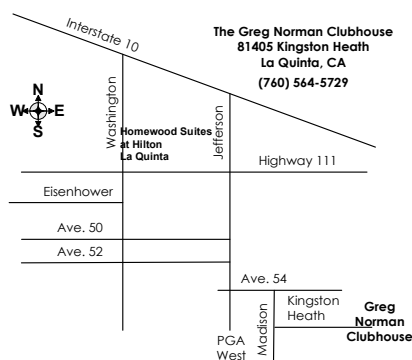 Interstate 10
The Greg Norman Clubhouse
81405 Kingston Heath
La Quinta, CA
(760) 564-5729
N
W E
S
Washington
Homewood Suites
at Hilton
La Quinta
Jefferson
Highway 111
Eisenhower
Ave. 50
Ave. 52
Ave. 54
Madison
Kingston
Heath
Greg
Norman
Clubhouse
PGA
West